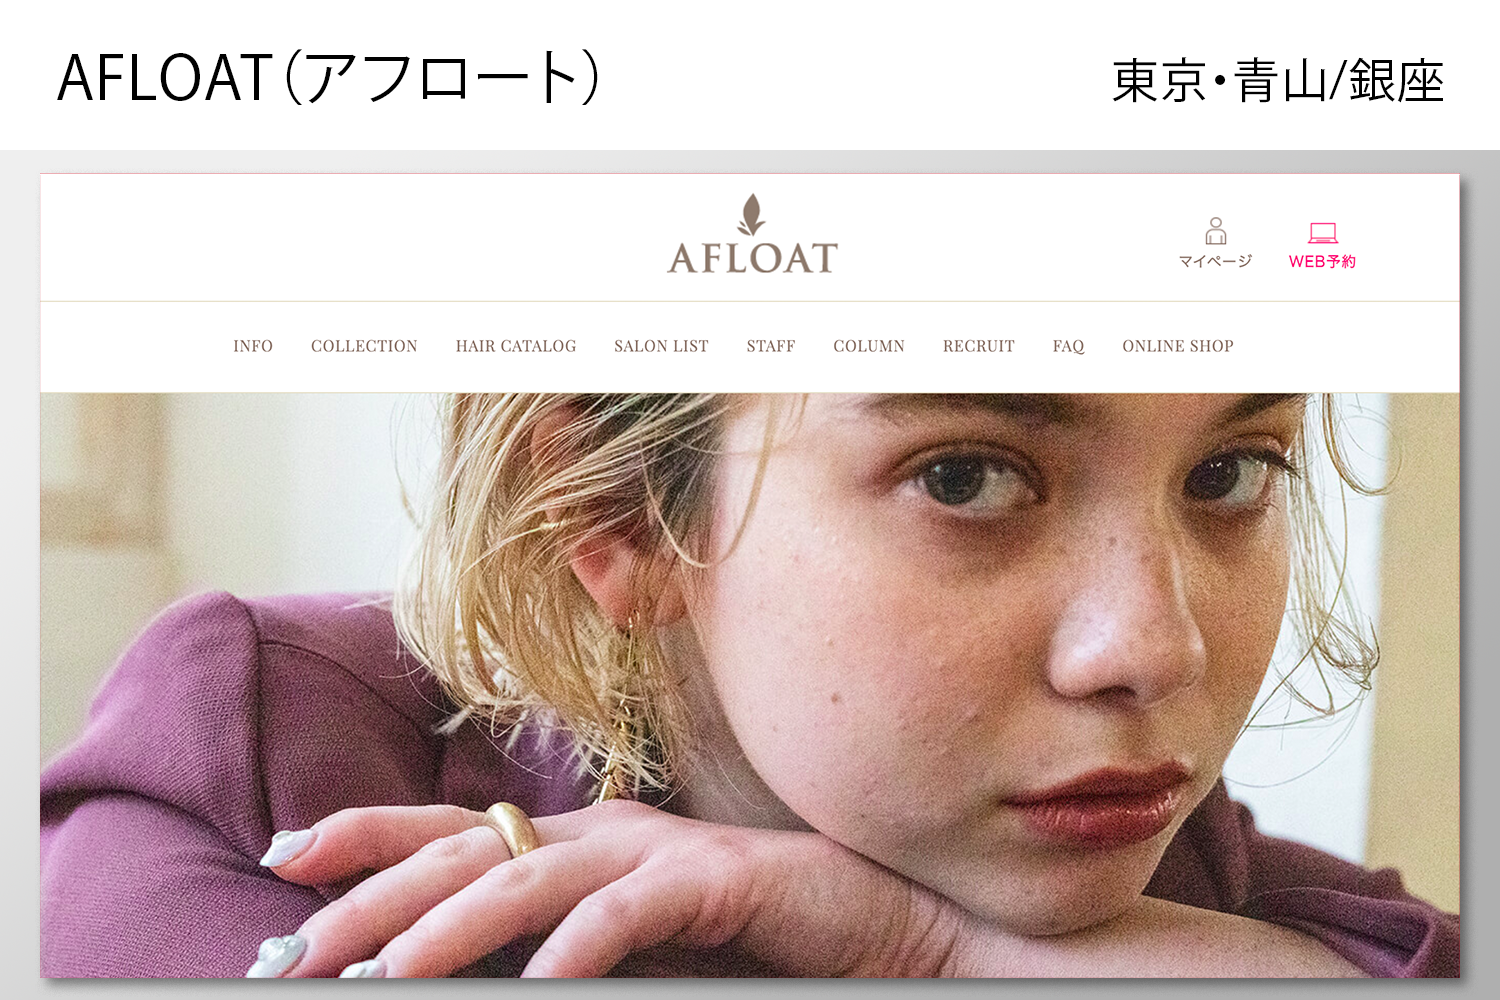 AFLOAT（アフロート）
東京・青山/銀座
AFLOAT
マイページ
WEB予約
INFO COLLECTION HAIR CATALOG SALON LIST STAFF COLUMN RECRUIT FAQ ONLINE SHOP